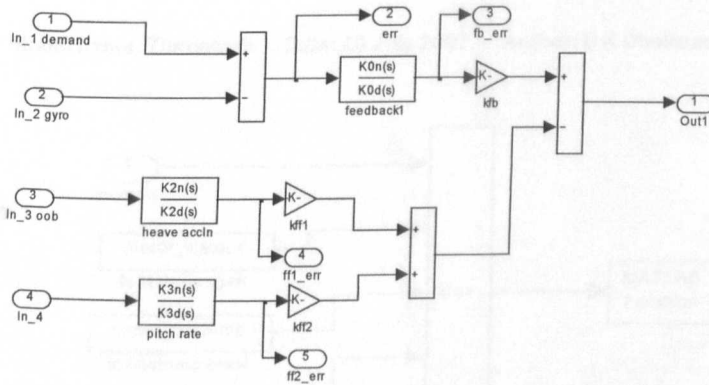 1
In_1 demand
2
In_2 gyro
+
−
2
err
K0n(s)
K0d(s)
feedback1
3
fb_err
K-
kfb
+
−
1
Out1
3
In_3 oob
K2n(s)
K2d(s)
heave accln
K-
kff1
4
ff1_err
+
+
4
In_4
K3n(s)
K3d(s)
pitch rate
K-
kff2
5
ff2_err